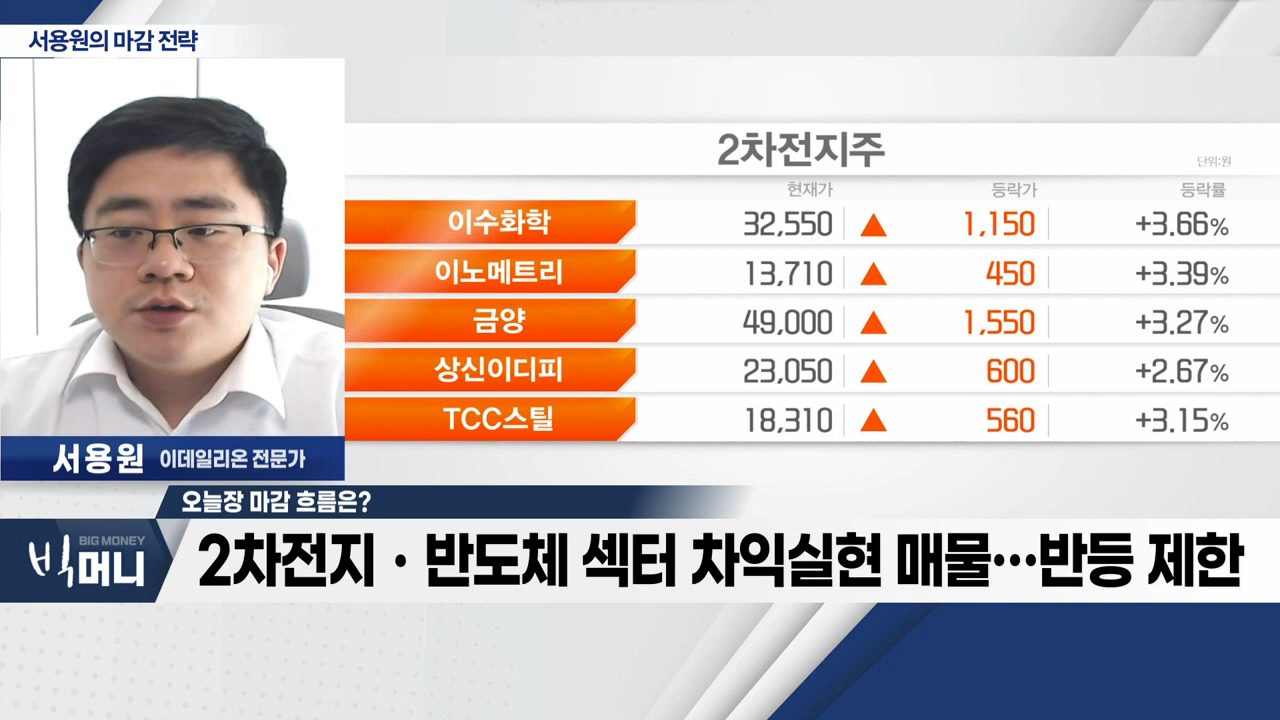 서용원의 마감 전략
2차전지주
단위:원
현재가 등락가 등락률
이수화학 32,550 ▲ 1,150 +3.66%
이노메트리 13,710 ▲ 450 +3.39%
금양 49,000 ▲ 1,550 +3.27%
상신이디피 23,050 ▲ 600 +2.67%
TCC스틸 18,310 ▲ 560 +3.15%
서용원 이데일리온 전문가
오늘장 마감 흐름은?
BIG MONEY
빅머니
2차전지·반도체 섹터 차익실현 매물…반등 제한